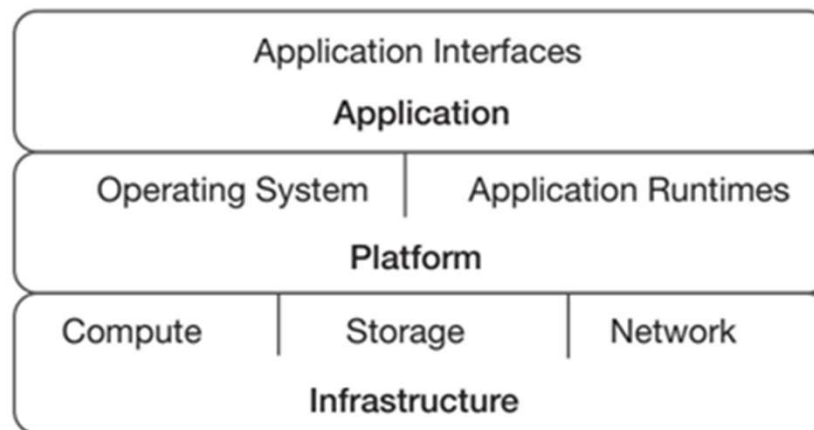 Application Interfaces
Application
Operating System Application Runtimes
Platform
Compute Storage Network
Infrastructure